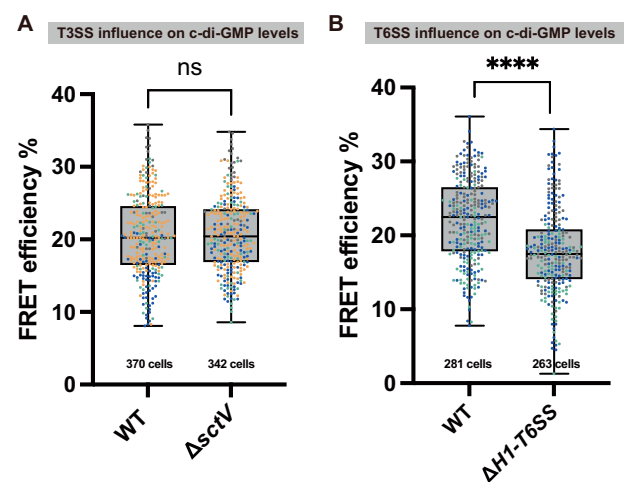 A
T3SS influence on c-di-GMP levels
ns
FRET efficiency %
40
30
20
10
0
370 cells
342 cells
WT
ΔsctV
B
T6SS influence on c-di-GMP levels
****
FRET efficiency %
40
30
20
10
0
281 cells
263 cells
WT
ΔH1-T6SS